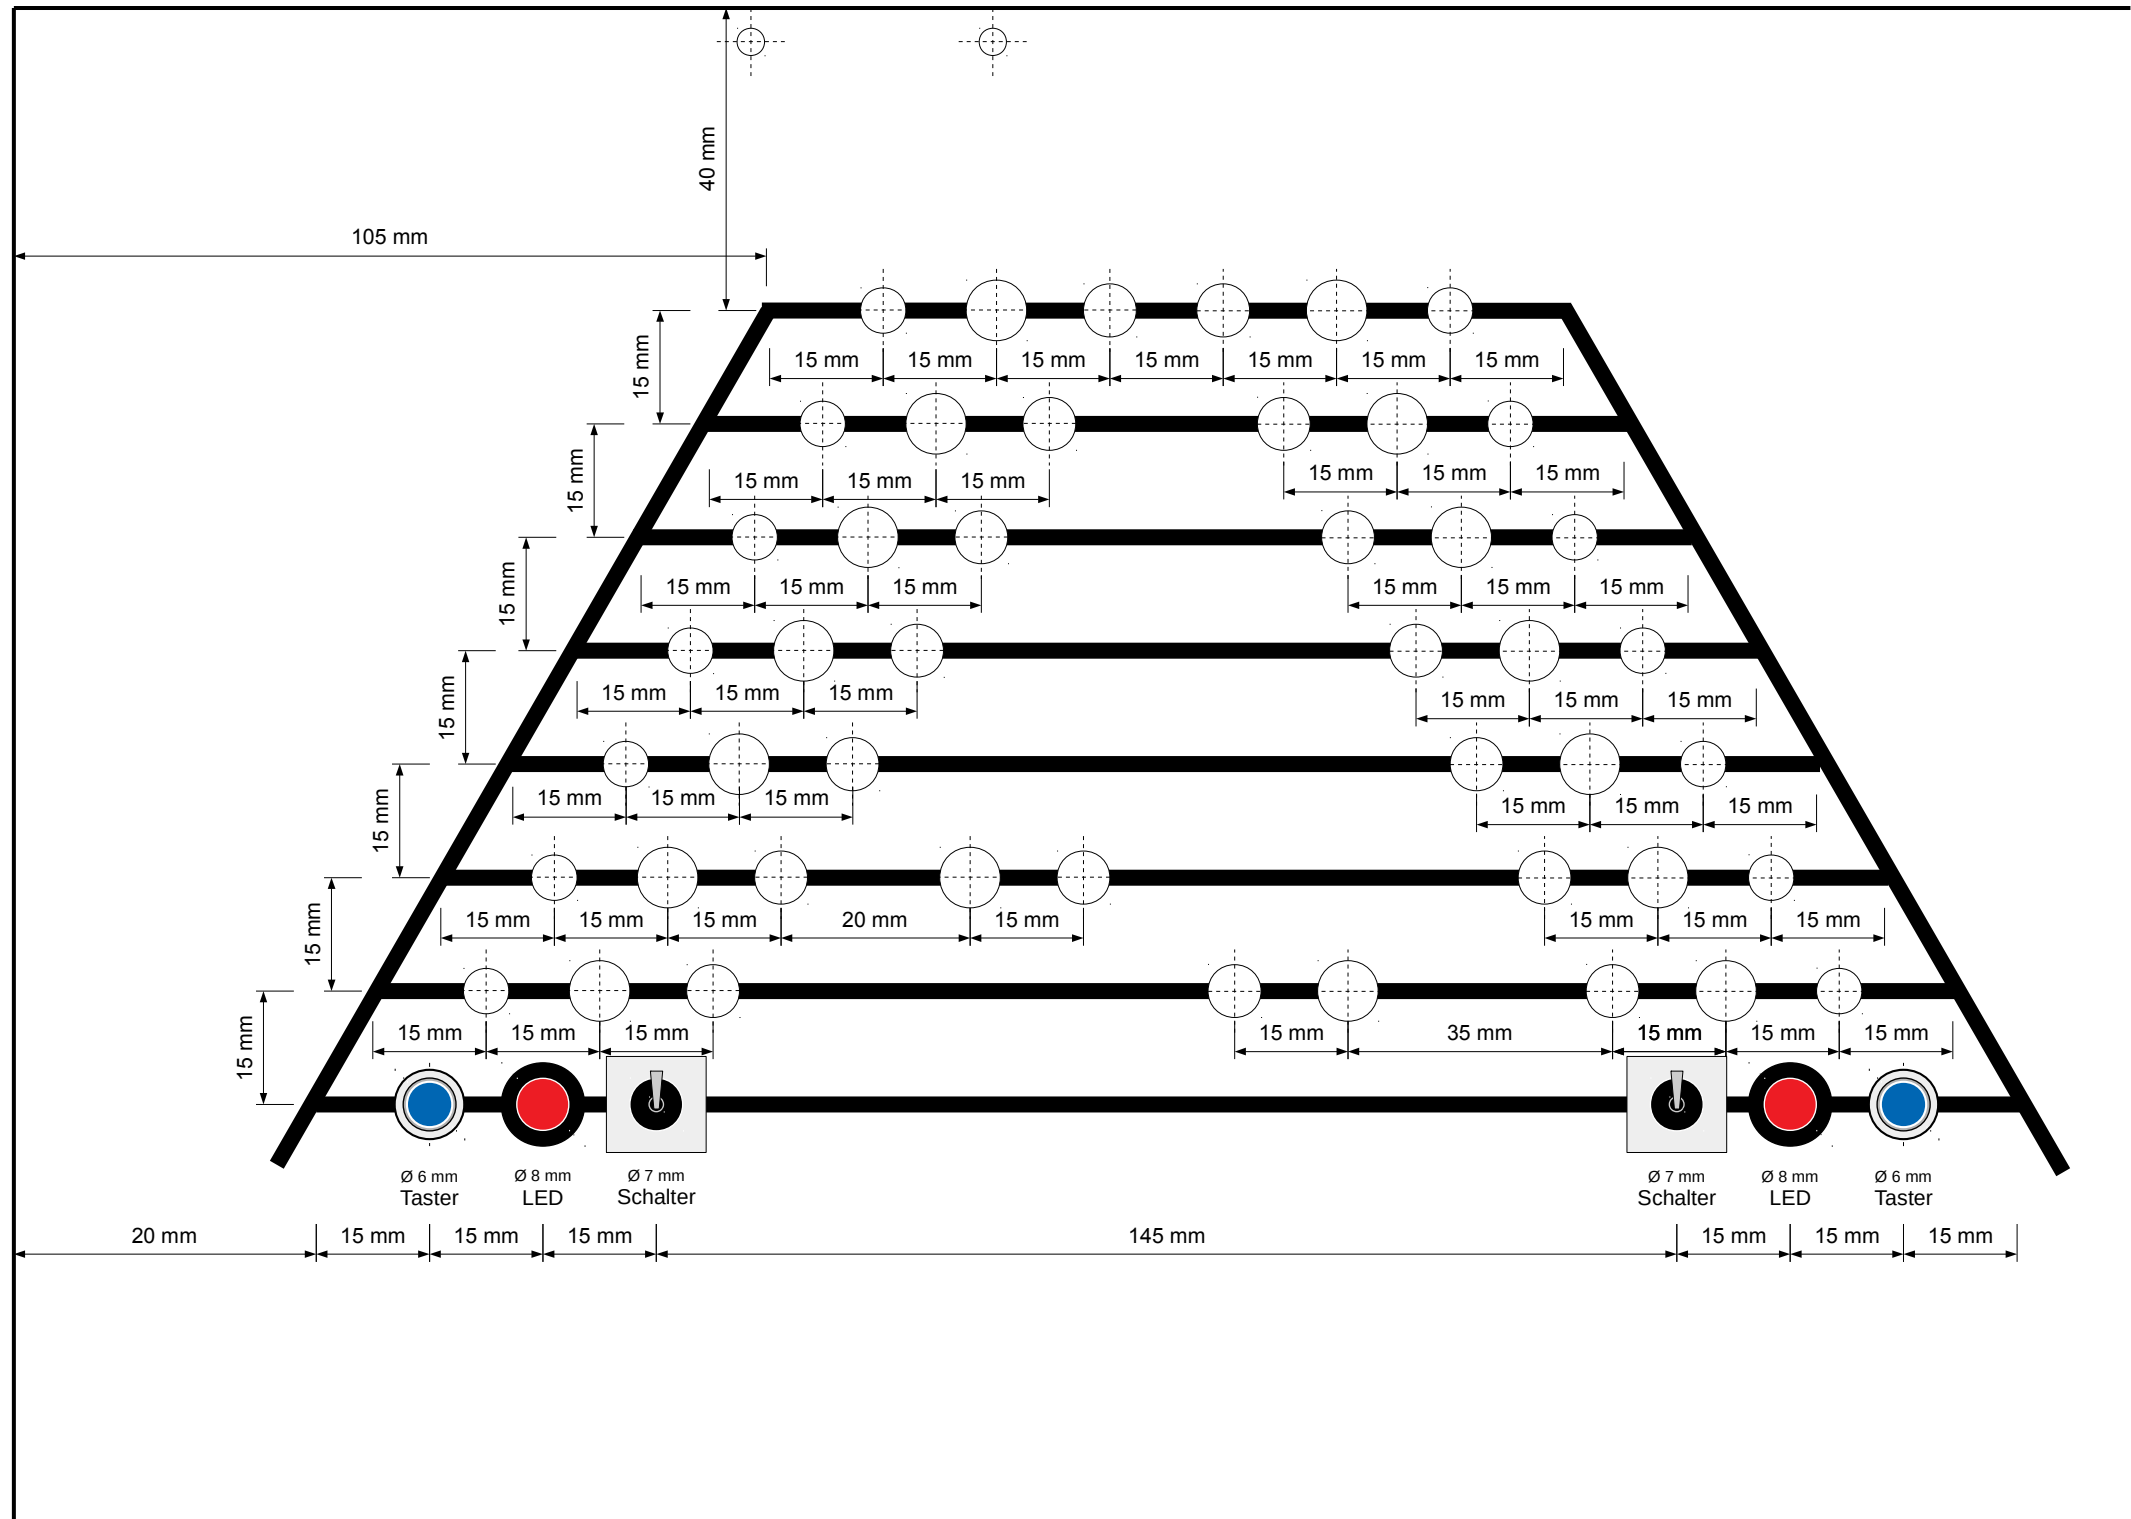 40 mm
105 mm
15 mm 15 mm 15 mm 15 mm 15 mm 15 mm 15 mm
15 mm
15 mm 15 mm 15 mm 15 mm 15 mm 15 mm
15 mm
15 mm 15 mm 15 mm 15 mm 15 mm 15 mm
15 mm
15 mm 15 mm 15 mm 15 mm 15 mm 15 mm
15 mm
15 mm 15 mm 15 mm 15 mm 15 mm 15 mm
15 mm
15 mm 15 mm 15 mm 20 mm 15 mm 15 mm 15 mm 15 mm
15 mm
15 mm 15 mm 15 mm 15 mm 35 mm 15 mm 15 mm 15 mm
15 mm
Ø 6 mm Ø 8 mm Ø 7 mm Ø 7 mm Ø 8 mm Ø 6 mm
Taster LED Schalter Schalter LED Taster
20 mm 15 mm 15 mm 15 mm 145 mm 15 mm 15 mm 15 mm